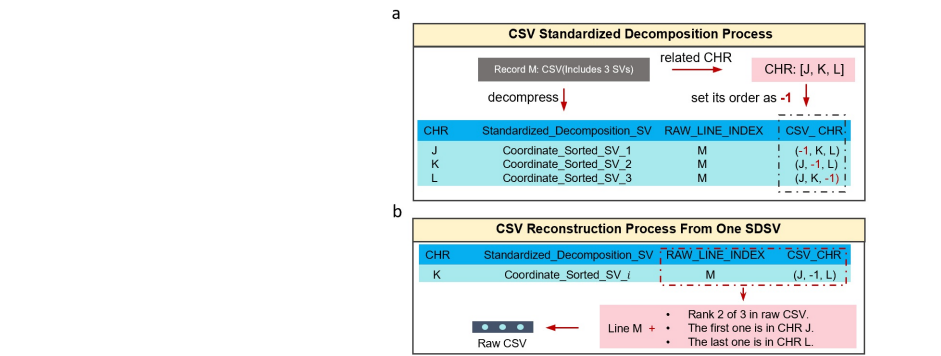 a
CSV Standardized Decomposition Process
Record M: CSV(Includes 3 SVs)
related CHR
CHR: [J, K, L]
decompress
set its order as -1
CHR Standardized_Decomposition_SV RAW_LINE_INDEX CSV_CHR
J Coordinate_Sorted_SV_1 M (-1, K, L)
K Coordinate_Sorted_SV_2 M (J, -1, L)
L Coordinate_Sorted_SV_3 M (J, K, -1)
b
CSV Reconstruction Process From One SDSV
CHR Standardized_Decomposition_SV RAW_LINE_INDEX CSV_CHR
K Coordinate_Sorted_SV_i M (J, -1, L)
Line M +
• Rank 2 of 3 in raw CSV.
• The first one is in CHR J.
• The last one is in CHR L.
Raw CSV